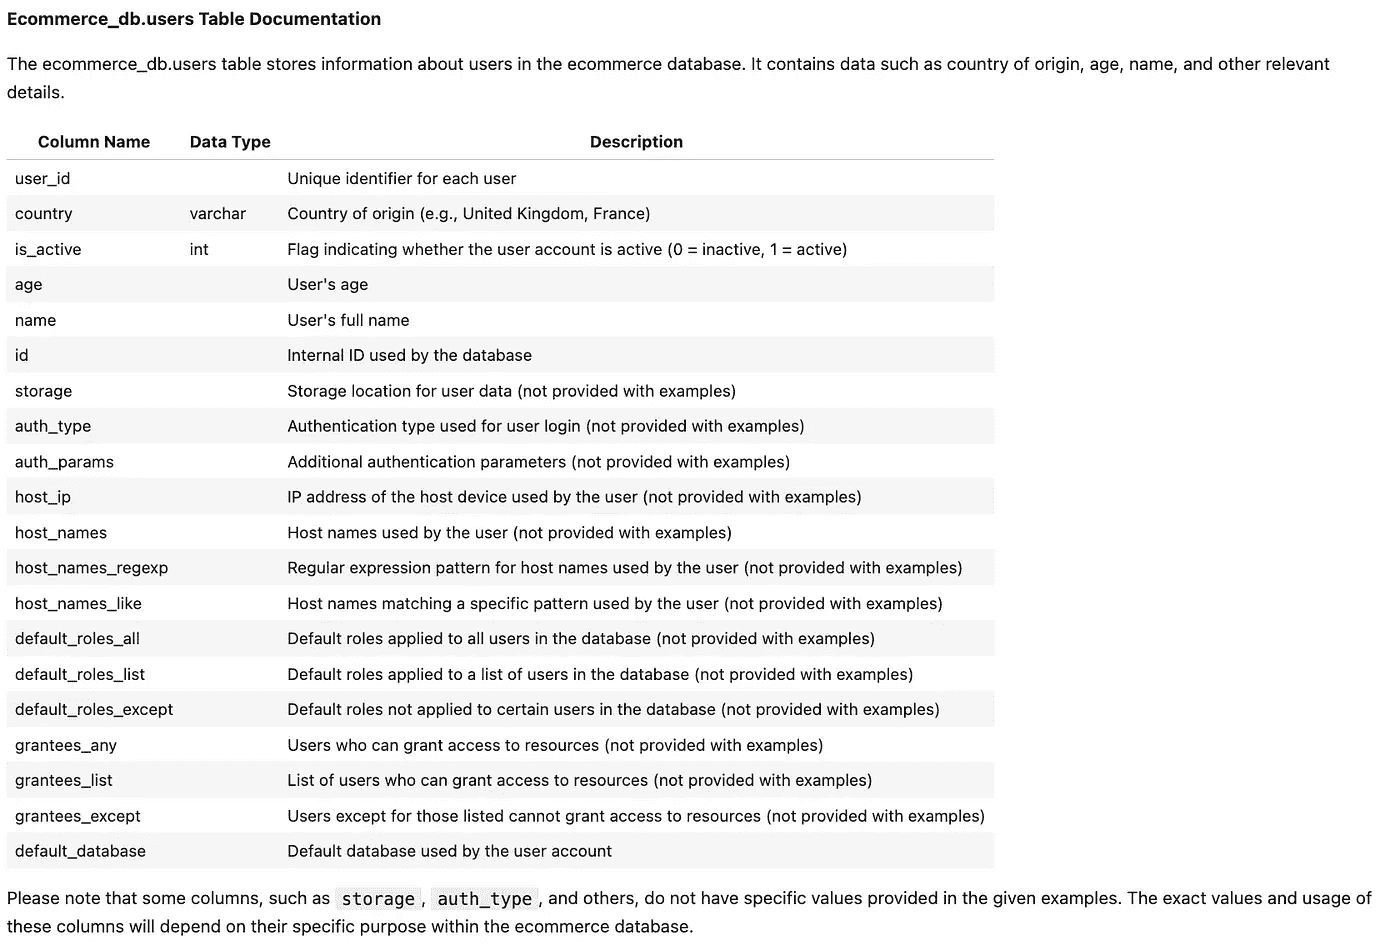 Ecommerce_db.users Table Documentation
The ecommerce_db.users table stores information about users in the ecommerce database. It contains data such as country of origin, age, name, and other relevant
details.
Column Name Data Type Description
user_id Unique identifier for each user
country varchar Country of origin (e.g., United Kingdom, France)
is_active int Flag indicating whether the user account is active (0 = inactive, 1 = active)
age User's age
name User's full name
id Internal ID used by the database
storage Storage location for user data (not provided with examples)
auth_type Authentication type used for user login (not provided with examples)
auth_params Additional authentication parameters (not provided with examples)
host_ip IP address of the host device used by the user (not provided with examples)
host_names Host names used by the user (not provided with examples)
host_names_regexp Regular expression pattern for host names used by the user (not provided with examples)
host_names_like Host names matching a specific pattern used by the user (not provided with examples)
default_roles_all Default roles applied to all users in the database (not provided with examples)
default_roles_list Default roles applied to a list of users in the database (not provided with examples)
default_roles_except Default roles not applied to certain users in the database (not provided with examples)
grantees_any Users who can grant access to resources (not provided with examples)
grantees_list List of users who can grant access to resources (not provided with examples)
grantees_except Users except for those listed cannot grant access to resources (not provided with examples)
default_database Default database used by the user account
Please note that some columns, such as storage, auth_type, and others, do not have specific values provided in the given examples. The exact values and usage of
these columns will depend on their specific purpose within the ecommerce database.